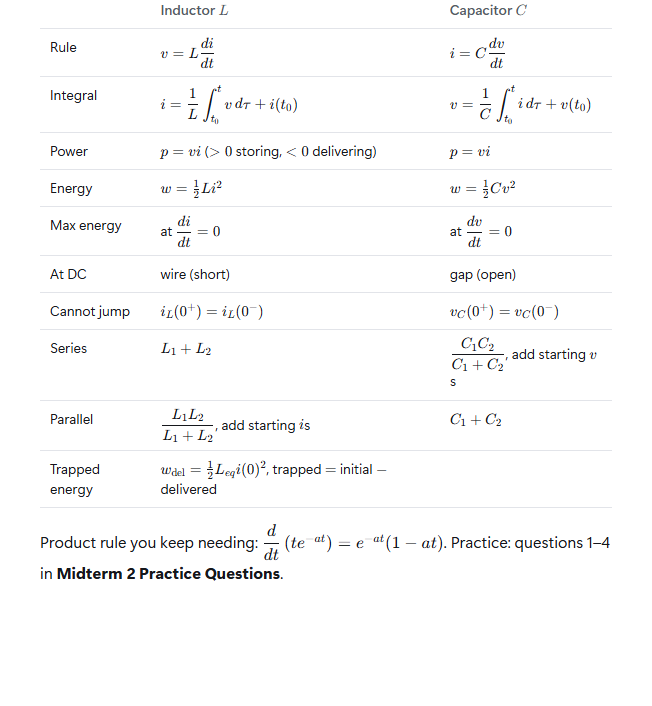 Inductor L Capacitor C
Rule v = L di/dt i = C dv/dt
Integral i = 1/L ∫_{t₀}^{t} v dτ + i(t₀) v = 1/C ∫_{t₀}^{t} i dτ + v(t₀)
Power p = vi (> 0 storing, < 0 delivering) p = vi
Energy w = ½Li² w = ½Cv²
Max energy at di/dt = 0 at dv/dt = 0
At DC wire (short) gap (open)
Cannot jump i_L(0⁺) = i_L(0⁻) v_C(0⁺) = v_C(0⁻)
Series L₁ + L₂ C₁C₂/(C₁ + C₂), add starting v
s
Parallel L₁L₂/(L₁ + L₂), add starting is C₁ + C₂
Trapped w_del = ½L_eq i(0)², trapped = initial −
energy delivered
Product rule you keep needing: d/dt (te^{−at}) = e^{−at}(1 − at). Practice: questions 1–4
in Midterm 2 Practice Questions.